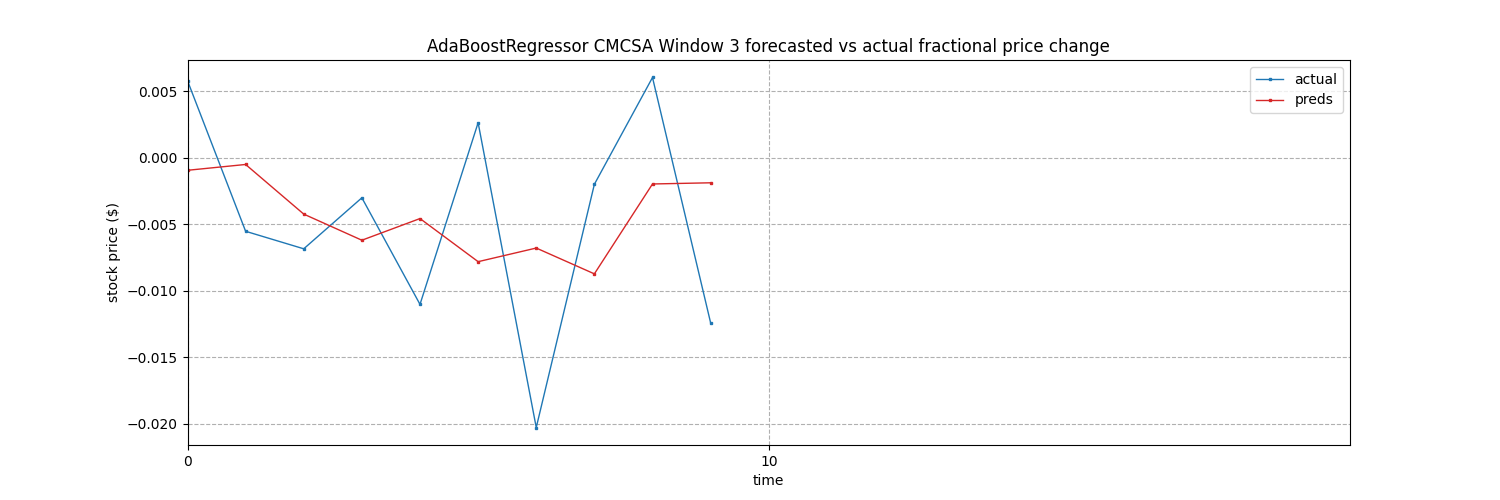 AdaBoostRegressor CMCSA Window 3 forecasted vs actual fractional price change
actual
preds
0.005
0.000
−0.005
−0.010
−0.015
−0.020
stock price ($)
0
10
time